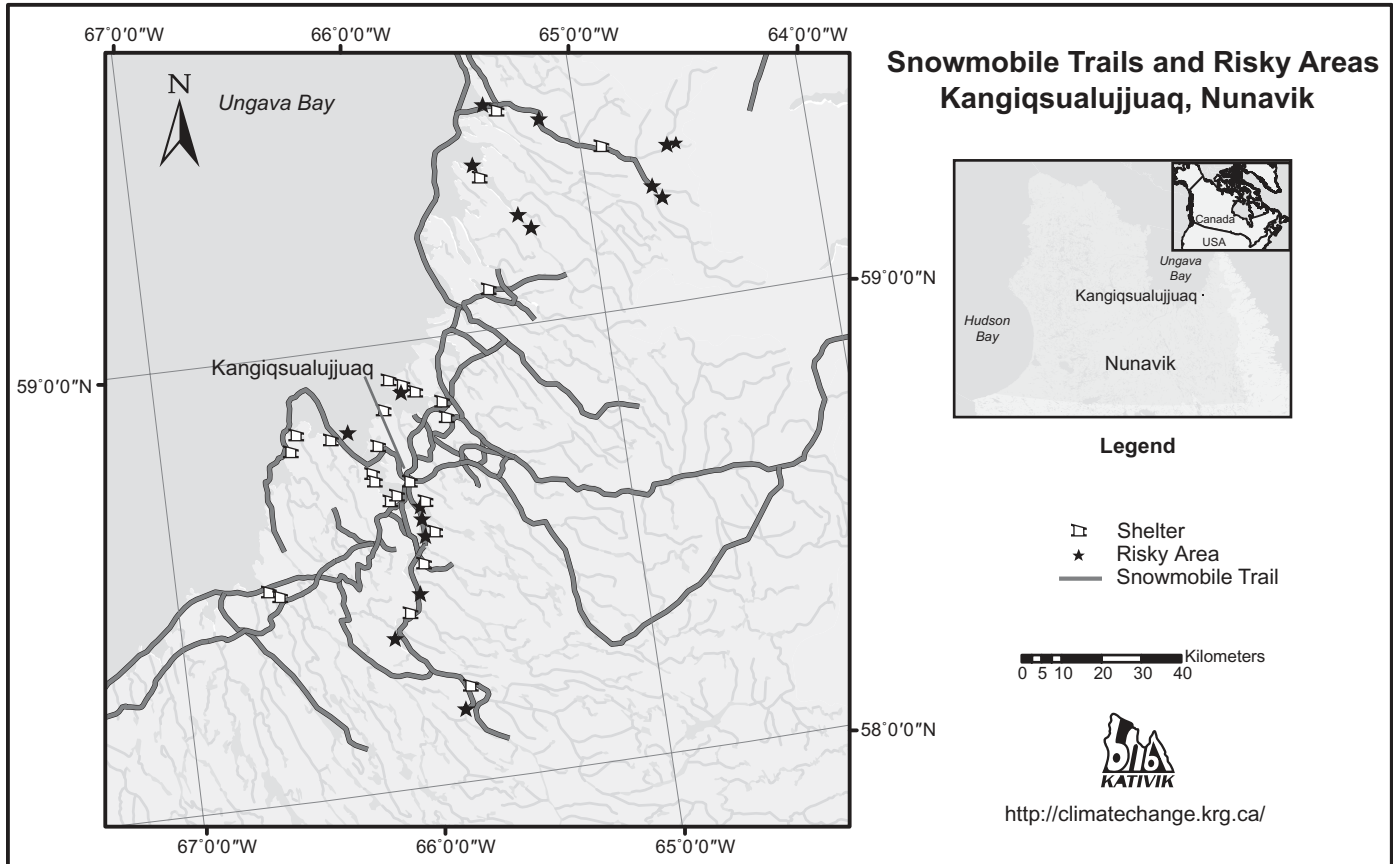 67˚0'0"W
66˚0'0"W
65˚0'0"W
64˚0'0"W
N
Ungava Bay
59˚0'0"N
59˚0'0"N
Kangiqsualujjuaq
58˚0'0"N
67˚0'0"W
66˚0'0"W
65˚0'0"W
Snowmobile Trails and Risky Areas
Kangiqsualujjuaq, Nunavik
Canada
USA
Ungava
Bay
Kangiqsualujjuaq
Hudson
Bay
Nunavik
Legend
Shelter
Risky Area
Snowmobile Trail
Kilometers
0 5 10 20 30 40
KATIVIK
http://climatechange.krg.ca/